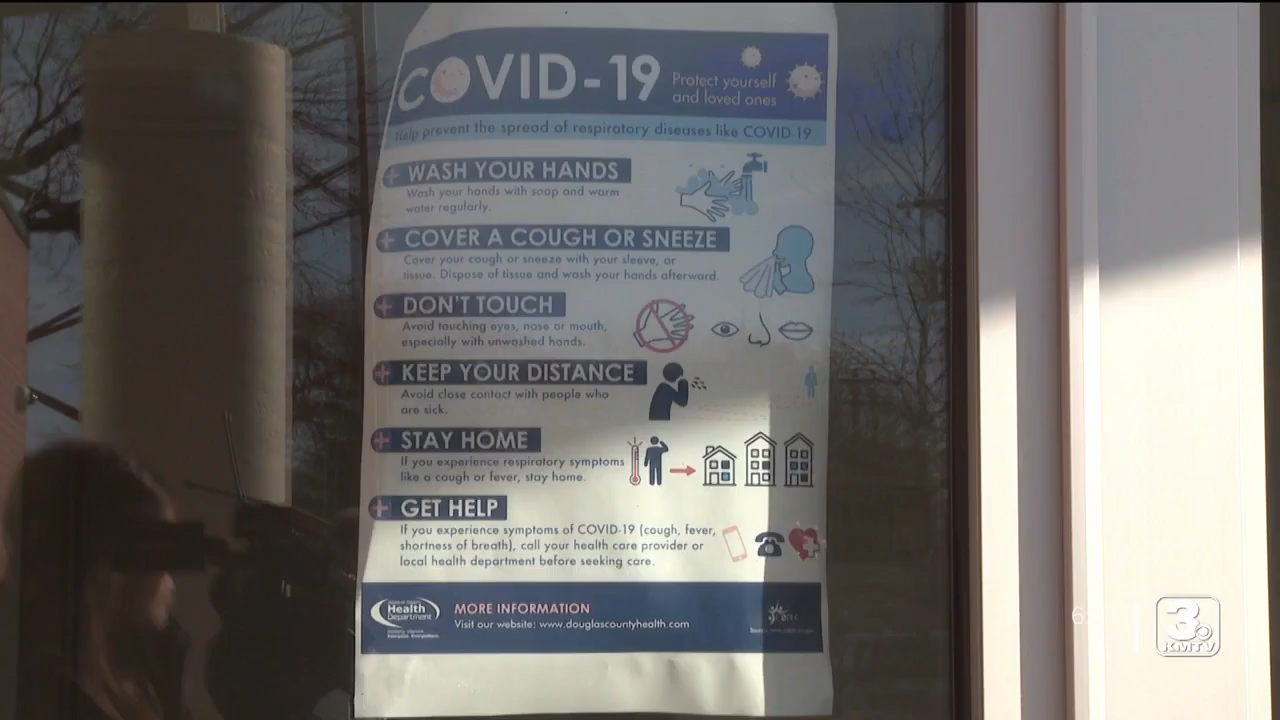 COVID-19
Protect yourself
and loved ones
Help prevent the spread of respiratory diseases like COVID-19
WASH YOUR HANDS
Wash your hands with soap and warm
water regularly.
COVER A COUGH OR SNEEZE
Cover your cough or sneeze with your sleeve, or
tissue. Dispose of tissue and wash your hands afterward.
DON'T TOUCH
Avoid touching eyes, nose or mouth,
especially with unwashed hands.
KEEP YOUR DISTANCE
Avoid close contact with people who
are sick.
STAY HOME
If you experience respiratory symptoms
like a cough or fever, stay home.
GET HELP
If you experience symptoms of COVID-19 (cough, fever,
shortness of breath), call your health care provider or
local health department before seeking care.
Health
Department
MORE INFORMATION
Visit our website: www.douglascountyhealth.com
3
KMTV